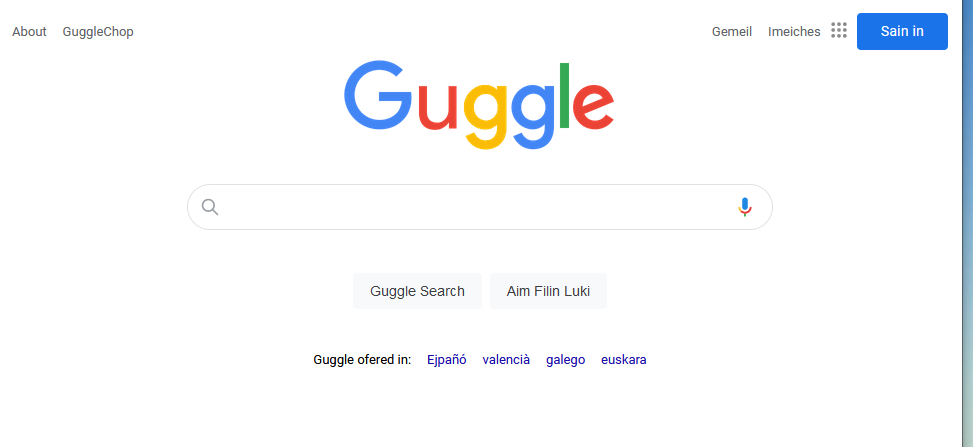 About GuggleChop Gemeil Imeiches Sain in
Guggle
Guggle Search Aim Filin Luki
Guggle ofered in: Ejpañó valencià galego euskara